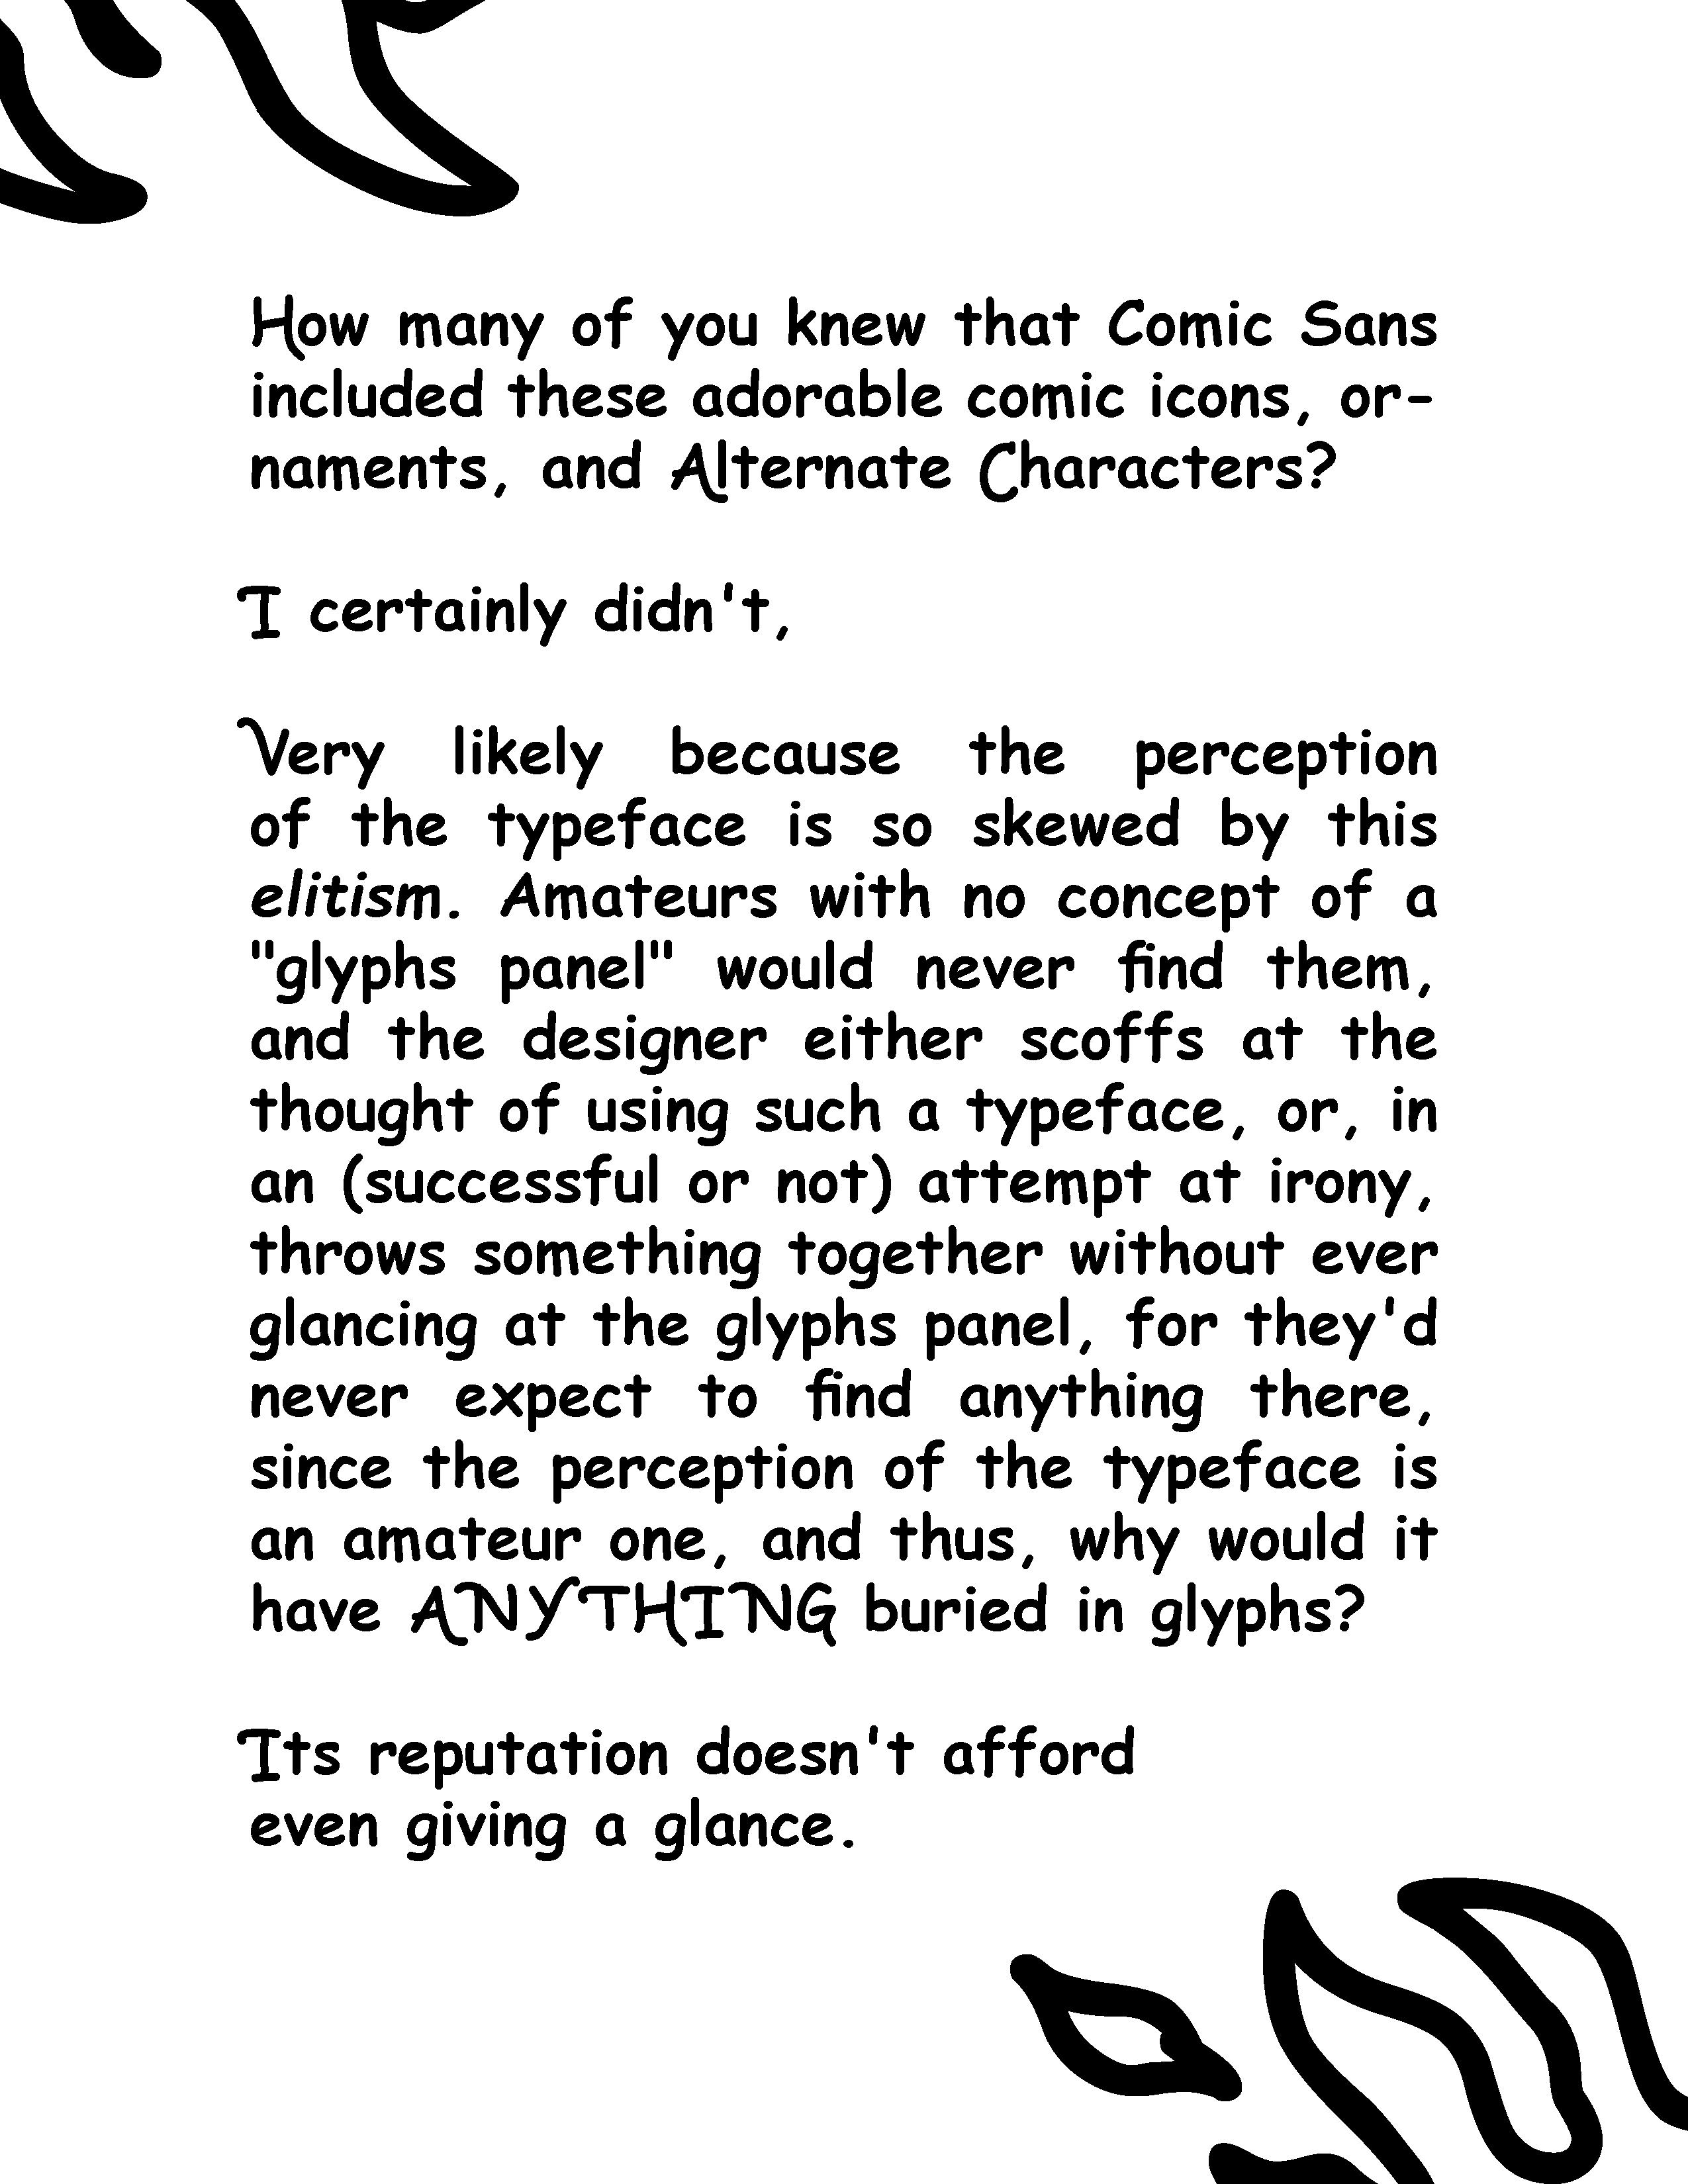 How many of you knew that Comic Sans
included these adorable comic icons, or-
naments, and Alternate Characters?
I certainly didn't,
Very likely because the perception
of the typeface is so skewed by this
elitism. Amateurs with no concept of a
"glyphs panel" would never find them,
and the designer either scoffs at the
thought of using such a typeface, or, in
an (successful or not) attempt at irony,
throws something together without ever
glancing at the glyphs panel, for they'd
never expect to find anything there,
since the perception of the typeface is
an amateur one, and thus, why would it
have ANYTHING buried in glyphs?
Its reputation doesn't afford
even giving a glance.